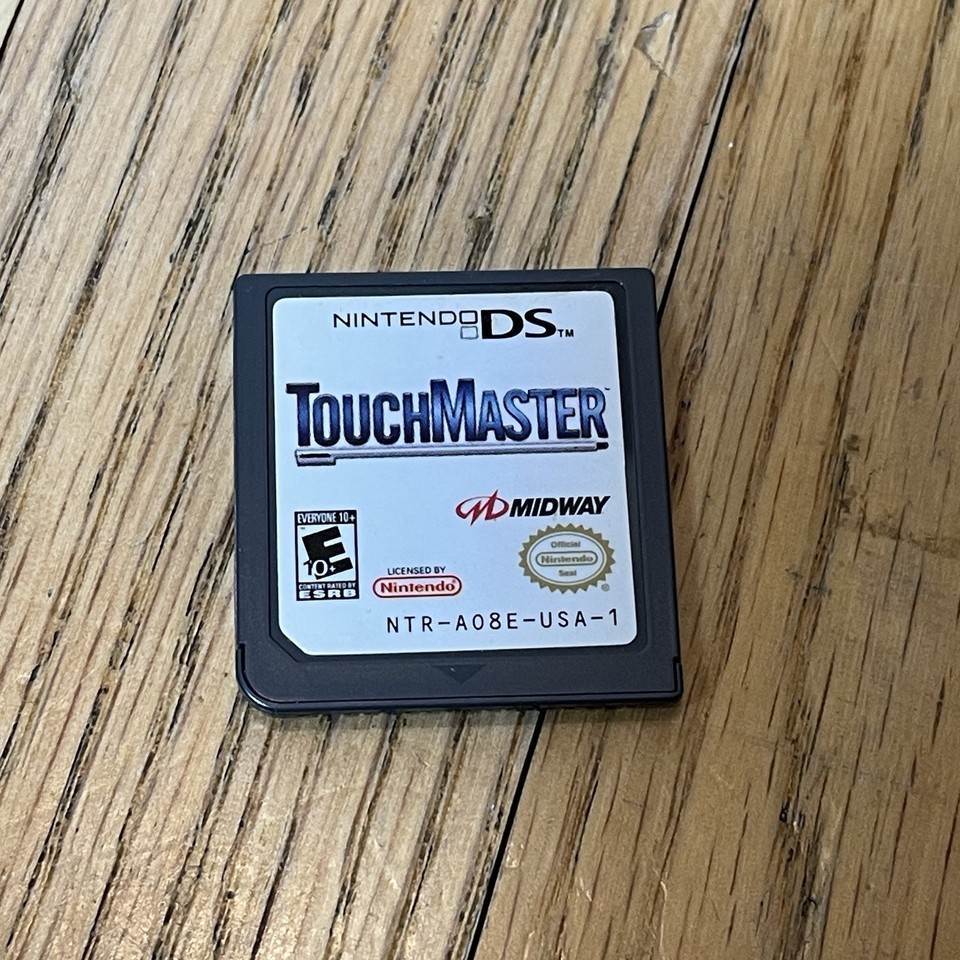 NINTENDO DS™
TOUCHMASTER™
MIDWAY
EVERYONE 10+
E
10+
CONTENT RATED BY
ESRB
LICENSED BY
Nintendo®
Official
Nintendo
Seal
®
NTR-A08E-USA-1